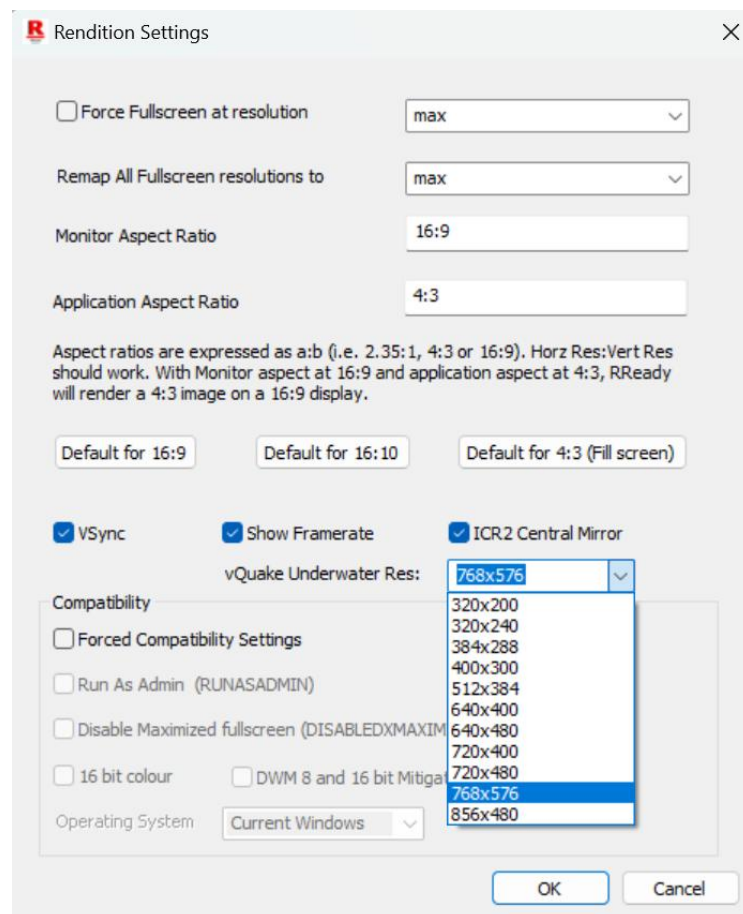 R Rendition Settings
Force Fullscreen at resolution max
Remap All Fullscreen resolutions to max
Monitor Aspect Ratio 16:9
Application Aspect Ratio 4:3
Aspect ratios are expressed as a:b (i.e. 2.35:1, 4:3 or 16:9). Horz Res:Vert Res
should work. With Monitor aspect at 16:9 and application aspect at 4:3, RReady
will render a 4:3 image on a 16:9 display.
Default for 16:9 Default for 16:10 Default for 4:3 (Fill screen)
VSync Show Framerate ICR2 Central Mirror
vQuake Underwater Res: 768x576
Compatibility
320x200
Forced Compatibility Settings
320x240
384x288
400x300
Run As Admin (RUNASADMIN)
512x384
640x400
Disable Maximized fullscreen (DISABLEDXMAXIM
640x480
720x400
16 bit colour DWM 8 and 16 bit Mitigat
720x480
768x576
856x480
Operating System Current Windows
OK Cancel